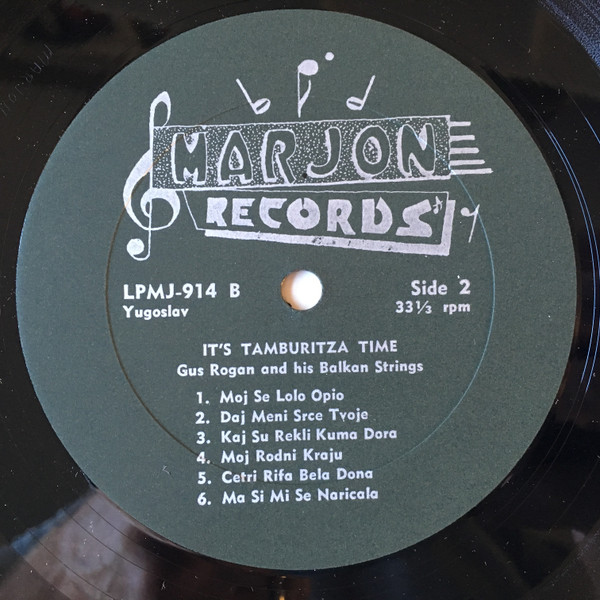 MARJON
RECORDS
LPMJ-914 B
Yugoslav
Side 2
33 1/3 rpm
IT'S TAMBURITZA TIME
Gus Rogan and his Balkan Strings
1. Moj Se Lolo Opio
2. Daj Meni Srce Tvoje
3. Kaj Su Rekli Kuma Dora
4. Moj Rodni Kraju
5. Cetri Rifa Bela Dona
6. Ma Si Mi Se Naricala